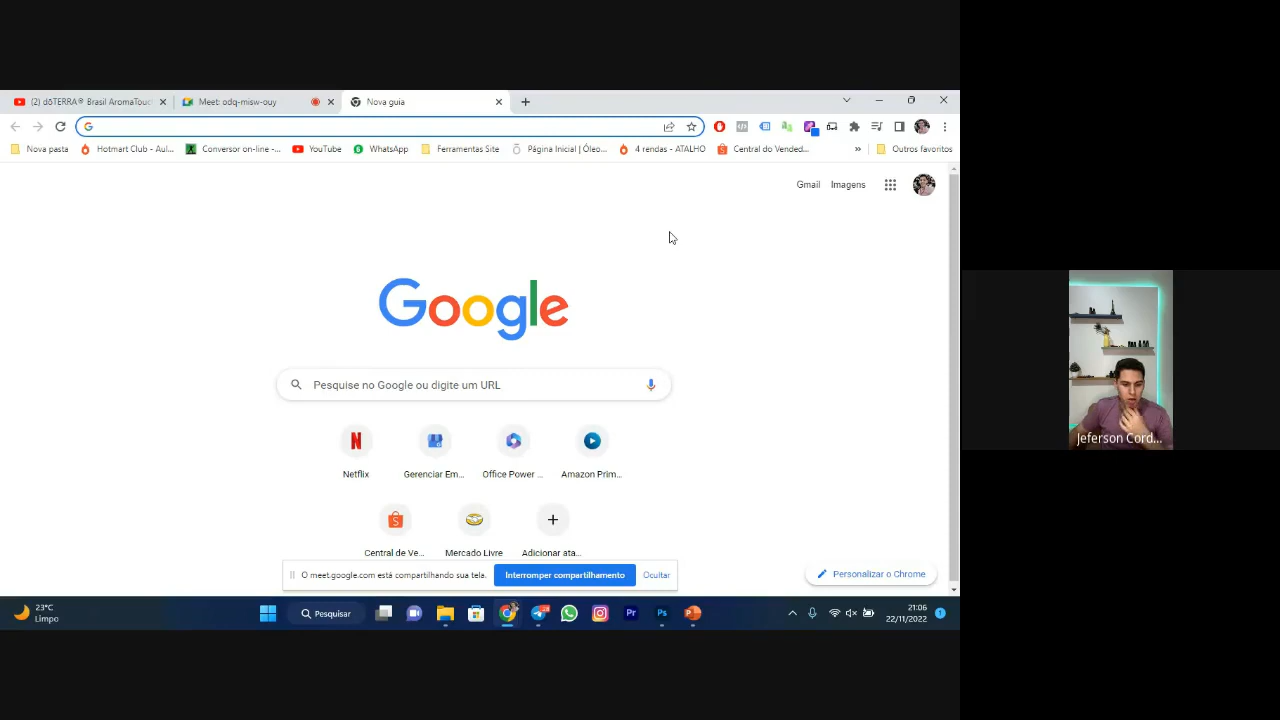 (2) dōTERRA® Brasil AromaTouc
Meet: odq-misw-ouy
Nova guia
Nova pasta
Hotmart Club - Aul...
Conversor on-line -...
YouTube
WhatsApp
Ferramentas Site
Página Inicial | Óleo...
4 rendas - ATALHO
Central do Vended...
»
Outros favoritos
Gmail
Imagens
Google
Pesquise no Google ou digite um URL
Netflix
Gerenciar Em...
Office Power ...
Amazon Prim...
Central de Ve...
Mercado Livre
Adicionar ata...
O meet.google.com está compartilhando sua tela.
Interromper compartilhamento
Ocultar
Personalizar o Chrome
Jeferson Cord...
23°C
Limpo
Pesquisar
Pr
Ps
21:06
22/11/2022
1